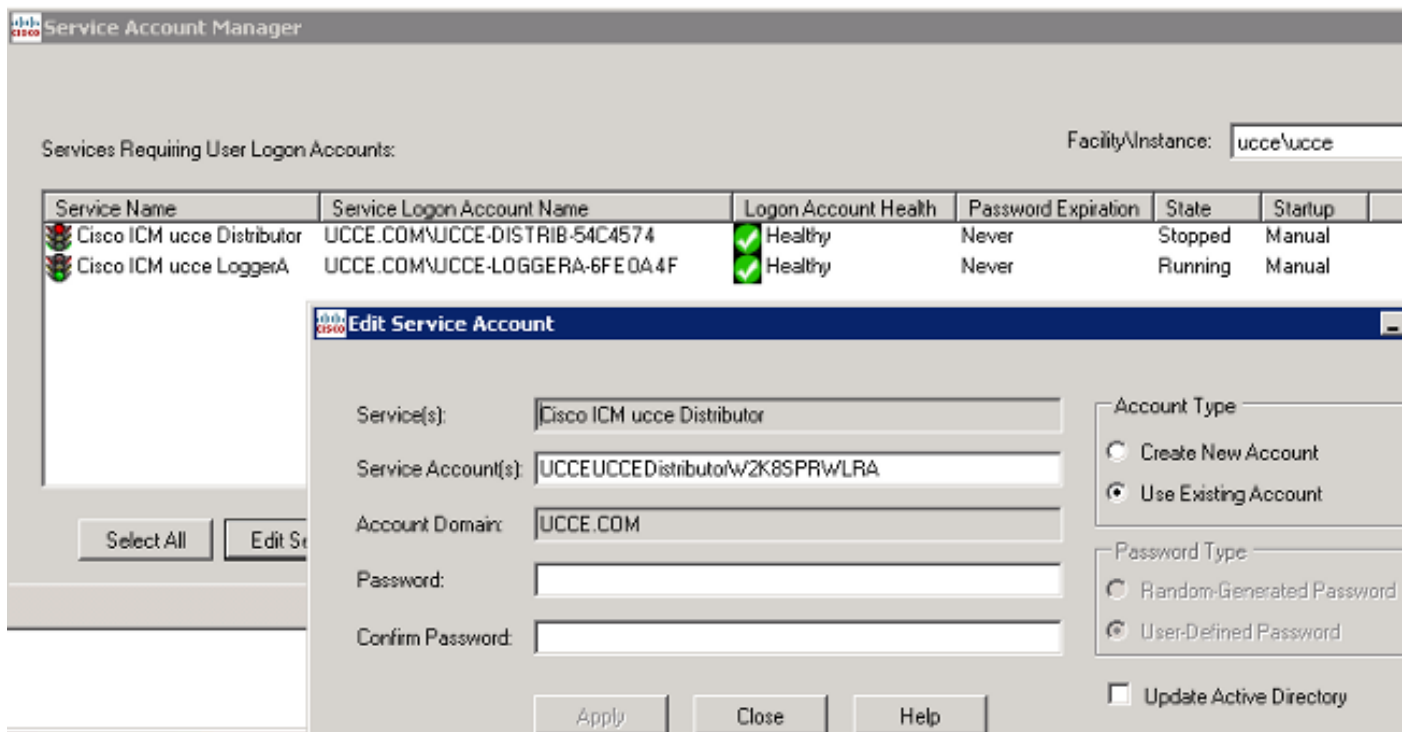 CISCO Service Account Manager
Services Requiring User Logon Accounts:
Facility\Instance: ucce\ucce
Service Name Service Logon Account Name Logon Account Health Password Expiration State Startup
Cisco ICM ucce Distributor UCCE.COM\UCCE-DISTRIB-54C4574 Healthy Never Stopped Manual
Cisco ICM ucce LoggerA UCCE.COM\UCCE-LOGGERA-6FE0A4F Healthy Never Running Manual
Select All Edit Se
CISCO Edit Service Account
Service(s): Cisco ICM ucce Distributor
Service Account(s): UCCEUCCEDistributorW2K8SPRWLRA
Account Domain: UCCE.COM
Password:
Confirm Password:
Account Type
Create New Account
Use Existing Account
Password Type
Random-Generated Password
User-Defined Password
Update Active Directory
Apply Close Help